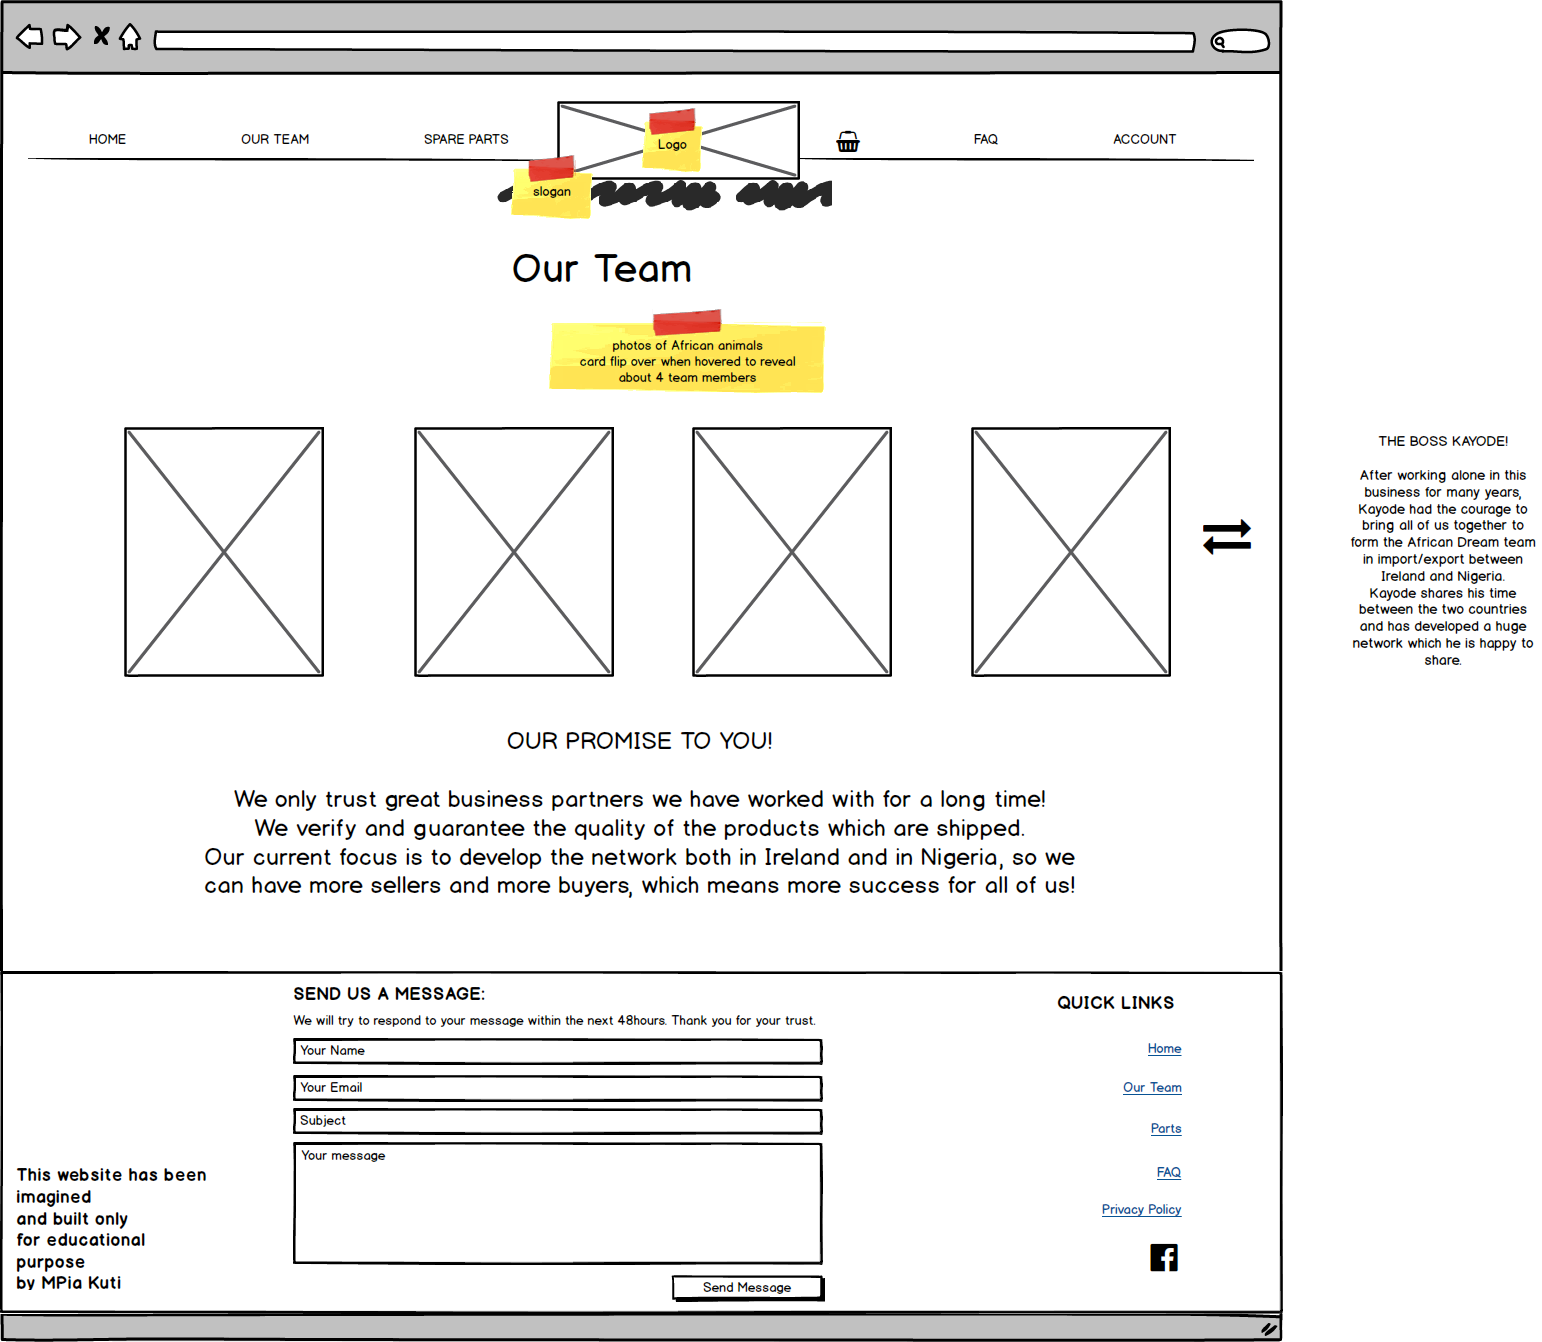 HOME
OUR TEAM
SPARE PARTS
Logo
FAQ
ACCOUNT
slogan
Our Team
photos of African animals
card flip over when hovered to reveal
about 4 team members
THE BOSS KAYODE!
After working alone in this
business for many years,
Kayode had the courage to
bring all of us together to
form the African Dream team
in import/export between
Ireland and Nigeria.
Kayode shares his time
between the two countries
and has developed a huge
network which he is happy to
share.
OUR PROMISE TO YOU!
We only trust great business partners we have worked with for a long time!
We verify and guarantee the quality of the products which are shipped.
Our current focus is to develop the network both in Ireland and in Nigeria, so we
can have more sellers and more buyers, which means more success for all of us!
This website has been
imagined
and built only
for educational
purpose
by MPia Kuti
SEND US A MESSAGE:
We will try to respond to your message within the next 48hours. Thank you for your trust.
Your Name
Your Email
Subject
Your message
Send Message
QUICK LINKS
Home
Our Team
Parts
FAQ
Privacy Policy